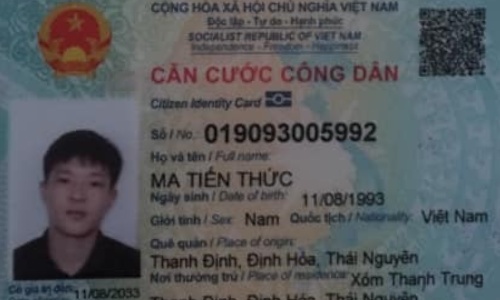 CỘNG HÒA XÃ HỘI CHỦ NGHĨA VIỆT NAM
Độc lập - Tự do - Hạnh phúc
SOCIALIST REPUBLIC OF VIET NAM
Independence - Freedom - Happiness
CĂN CƯỚC CÔNG DÂN
Citizen Identity Card
Số / No.: 019093005992
Họ và tên / Full name:
MA TIẾN THỨC
Ngày sinh / Date of birth: 11/08/1993
Giới tính / Sex: Nam Quốc tịch / Nationality: Việt Nam
Quê quán / Place of origin:
Thanh Định, Định Hóa, Thái Nguyên
Nơi thường trú / Place of residence: Xóm Thanh Trung
Có giá trị đến: 11/08/2033
Thanh Định, Định Hóa, Thái Nguyên